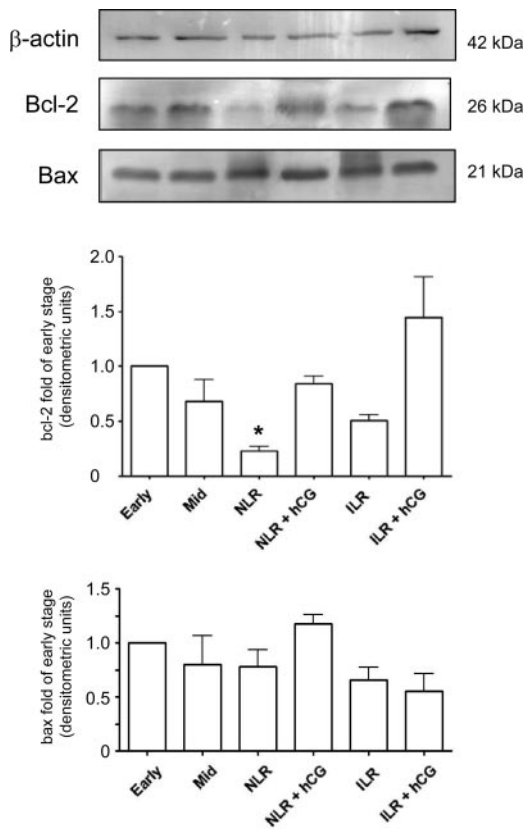 β-actin 42 kDa
Bcl-2 26 kDa
Bax 21 kDa
bcl-2 fold of early stage
(densitometric units)
2.0
1.5
1.0
0.5
0
*
Early Mid NLR NLR + hCG ILR ILR + hCG
bax fold of early stage
(densitometric units)
1.5
1.0
0.5
0
Early Mid NLR NLR + hCG ILR ILR + hCG